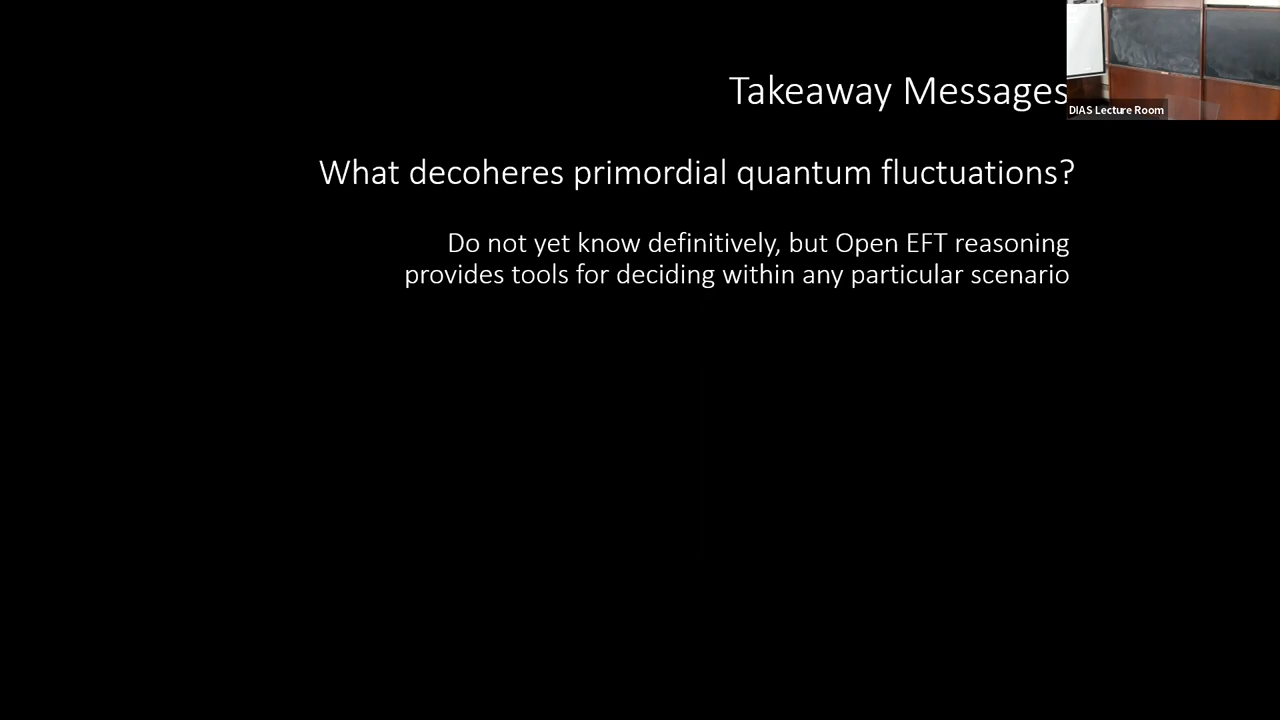 Takeaway Messages
DIAS Lecture Room
What decoheres primordial quantum fluctuations?
Do not yet know definitively, but Open EFT reasoning
provides tools for deciding within any particular scenario